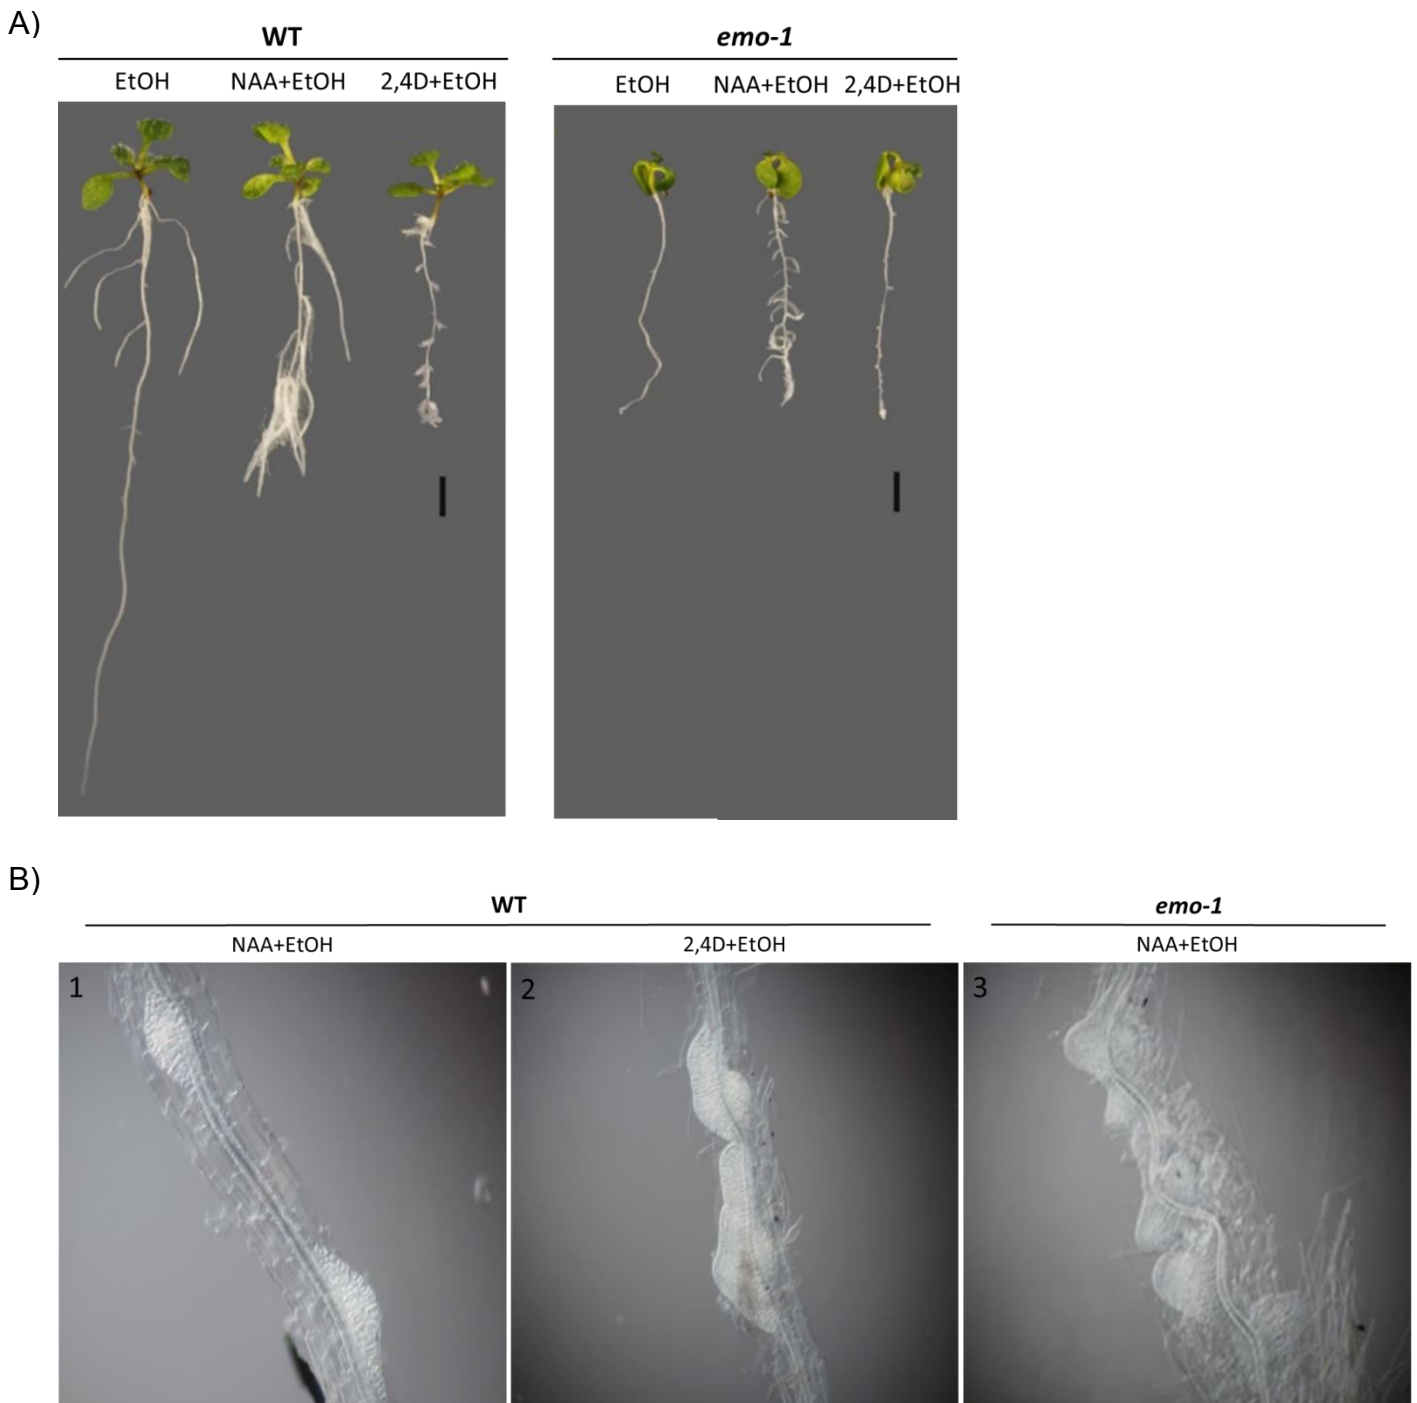 A)
WT
emo-1
EtOH NAA+EtOH 2,4D+EtOH
EtOH NAA+EtOH 2,4D+EtOH
B)
WT
emo-1
NAA+EtOH
2,4D+EtOH
NAA+EtOH
1
2
3